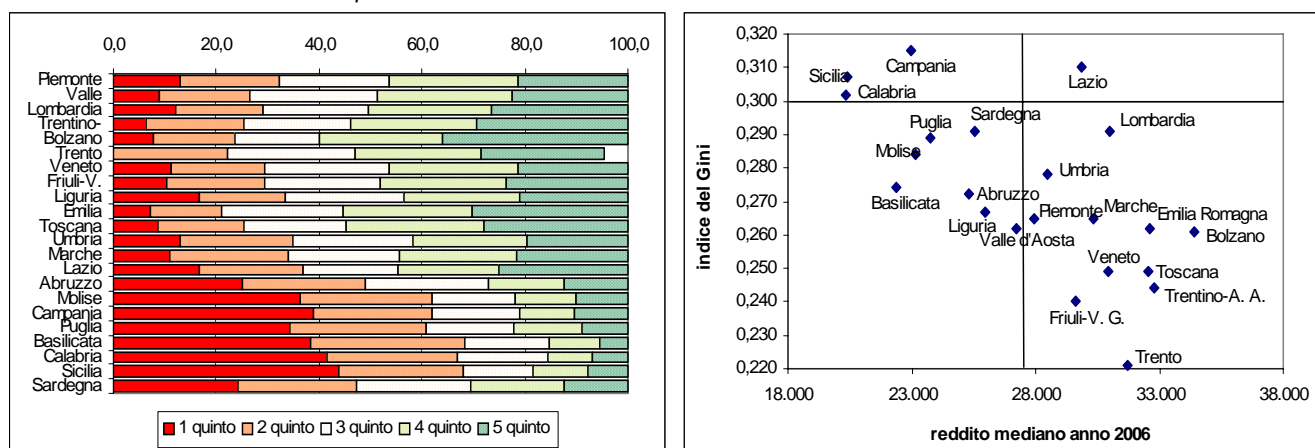 0,0 20,0 40,0 60,0 80,0 100,0
Piemonte
Valle
Lombardia
Trentino-
Bolzano
Trento
Veneto
Friuli-V.
Liguria
Emilia
Toscana
Umbria
Marche
Lazio
Abruzzo
Molise
Campania
Puglia
Basilicata
Calabria
Sicilia
Sardegna
1 quinto 2 quinto 3 quinto 4 quinto 5 quinto
indice del Gini
0,320
0,310
0,300
0,290
0,280
0,270
0,260
0,250
0,240
0,230
0,220
Campania
Sicilia
Lazio
Calabria
Puglia
Sardegna
Lombardia
Molise
Umbria
Basilicata
Abruzzo
Liguria
Piemonte
Marche
Emilia Romagna
Valle d'Aosta
Bolzano
Veneto
Toscana
Trentino-A. A.
Friuli-V. G.
Trento
18.000 23.000 28.000 33.000 38.000
reddito mediano anno 2006